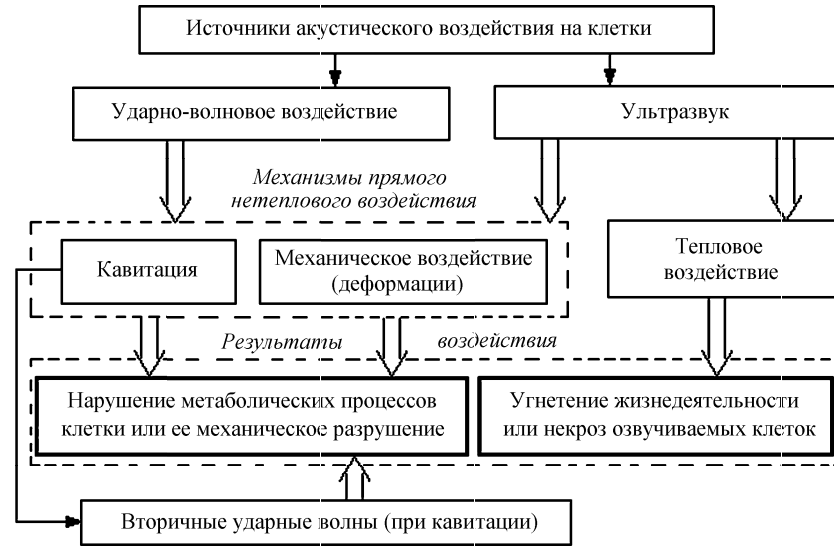 Источники акустического воздействия на клетки
Ударно-волновое воздействие
Ультразвук
Механизмы прямого
нетеплового воздействия
Кавитация
Механическое воздействие
(деформации)
Тепловое
воздействие
Результаты воздействия
Нарушение метаболических процессов
клетки или ее механическое разрушение
Угнетение жизнедеятельности
или некроз озвучиваемых клеток
Вторичные ударные волны (при кавитации)